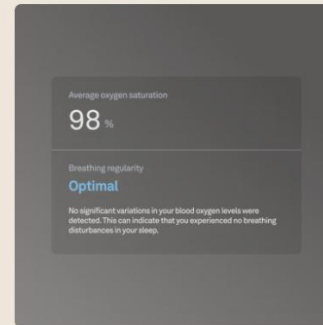 Average oxygen saturation
98 %
Breathing regularity
Optimal
No significant variations in your blood oxygen levels were
detected. This can indicate that you experienced no breathing
disturbances in your sleep.